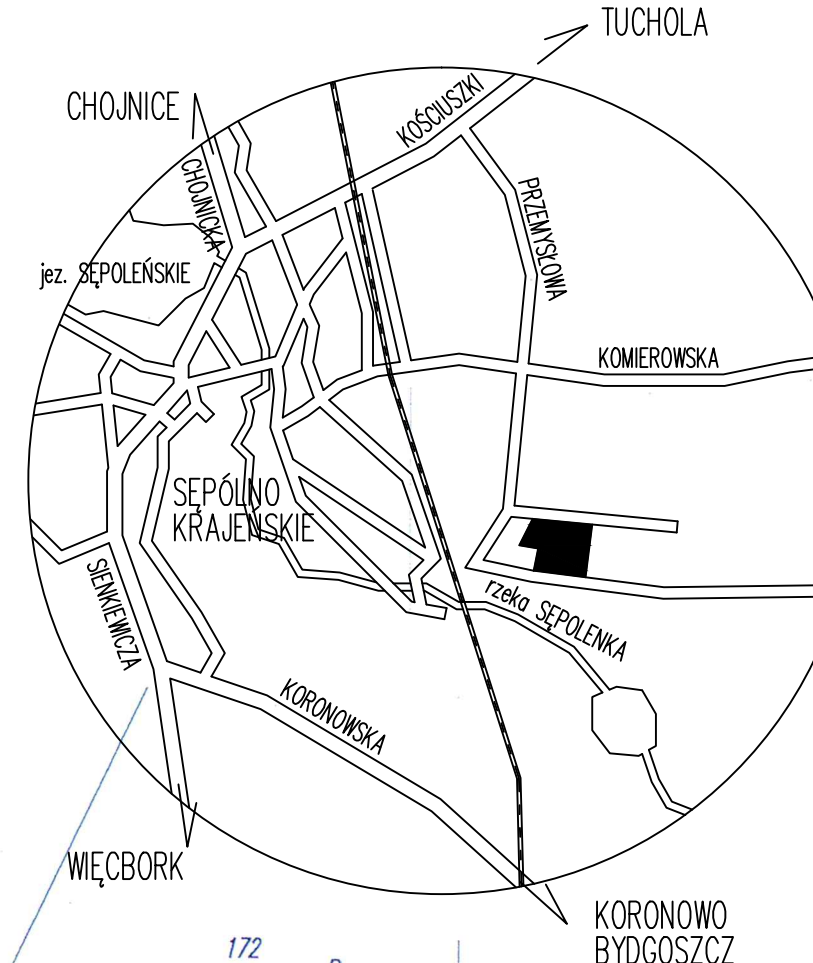 TUCHOLA
CHOJNICE
KOŚCIUSZKI
CHOJNICKA
PRZEMYSŁOWA
jez. SĘPOLEŃSKIE
KOMIEROWSKA
SĘPÓLNO
KRAJEŃSKIE
SIENKIEWICZA
rzeka SĘPOLENKA
KORONOWSKA
WIĘCBORK
KORONOWO
BYDGOSZCZ
172